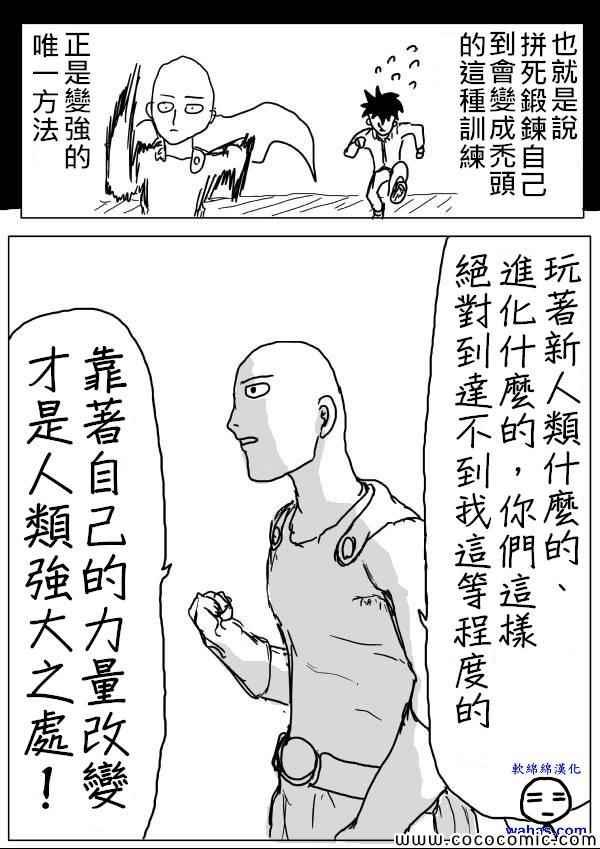 也就是說
拼死鍛鍊自己
到會變成禿頭
的這種訓練
正是變強的
唯一方法
玩著新人類什麼的、
進化什麼的，你們這樣
絕對到達不到我這等程度的
靠著自己的力量改變
才是人類強大之處！
軟綿綿漢化
wahas.com
www.cococomic.com